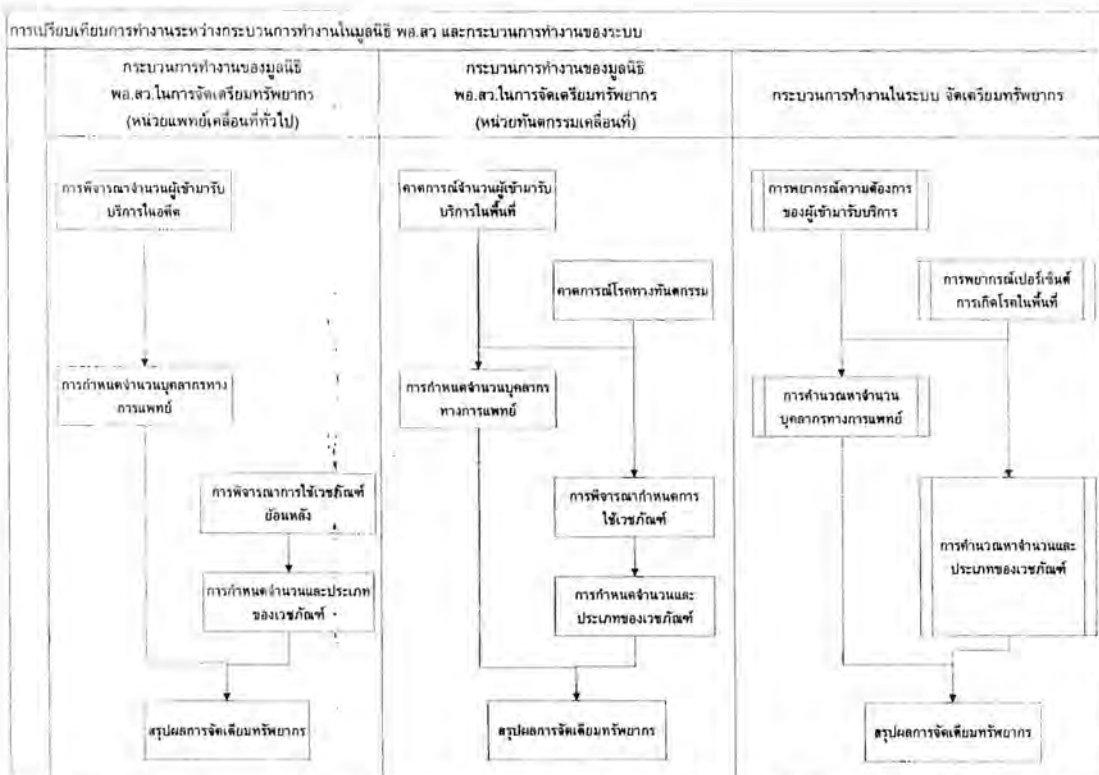 การเปรียบเทียบการทำงานระหว่างกระบวนการทำงานในมูลนิธิ พอ.สว และกระบวนการทำงานของระบบ
กระบวนการทำงานของมูลนิธิ
พอ.สว.ในการจัดเตรียมทรัพยากร
(หน่วยแพทย์เคลื่อนที่ทั่วไป)
กระบวนการทำงานของมูลนิธิ
พอ.สว.ในการจัดเตรียมทรัพยากร
(หน่วยทันตกรรมเคลื่อนที่)
กระบวนการทำงานในระบบ จัดเตรียมทรัพยากร
การพิจารณาจำนวนผู้เข้ามารับ
บริการในอดีต
การกำหนดจำนวนบุคลากรทาง
การแพทย์
การพิจารณาการใช้เวชภัณฑ์
ย้อนหลัง
การกำหนดจำนวนและประเภท
ของเวชภัณฑ์
สรุปผลการจัดเตียมทรัพยากร
คาดการณ์จำนวนผู้เข้ามารับ
บริการในพื้นที่
คาดการณ์โรคทางทันตกรรม
การกำหนดจำนวนบุคลากร
ทางการแพทย์
การพิจารณากำหนดการ
ใช้เวชภัณฑ์
การกำหนดจำนวนและ
ประเภทของเวชภัณฑ์
สรุปผลการจัดเตียมทรัพยากร
การพยากรณ์ความต้องการ
ของผู้เข้ามารับบริการ
การพยากรณ์เปอร์เซ็นต์
การเกิดโรคในพื้นที่
การคำนวณหาจำนวน
บุคลากรทางการแพทย์
การคำนวณหาจำนวนและ
ประเภทของเวชภัณฑ์
สรุปผลการจัดเตียมทรัพยากร